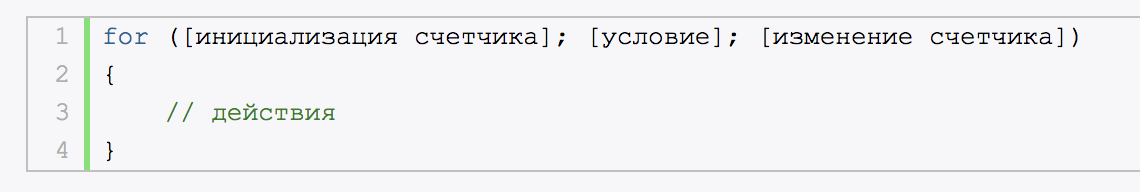 1 for ([инициализация счетчика]; [условие]; [изменение счетчика])
2 {
3 // действия
4 }